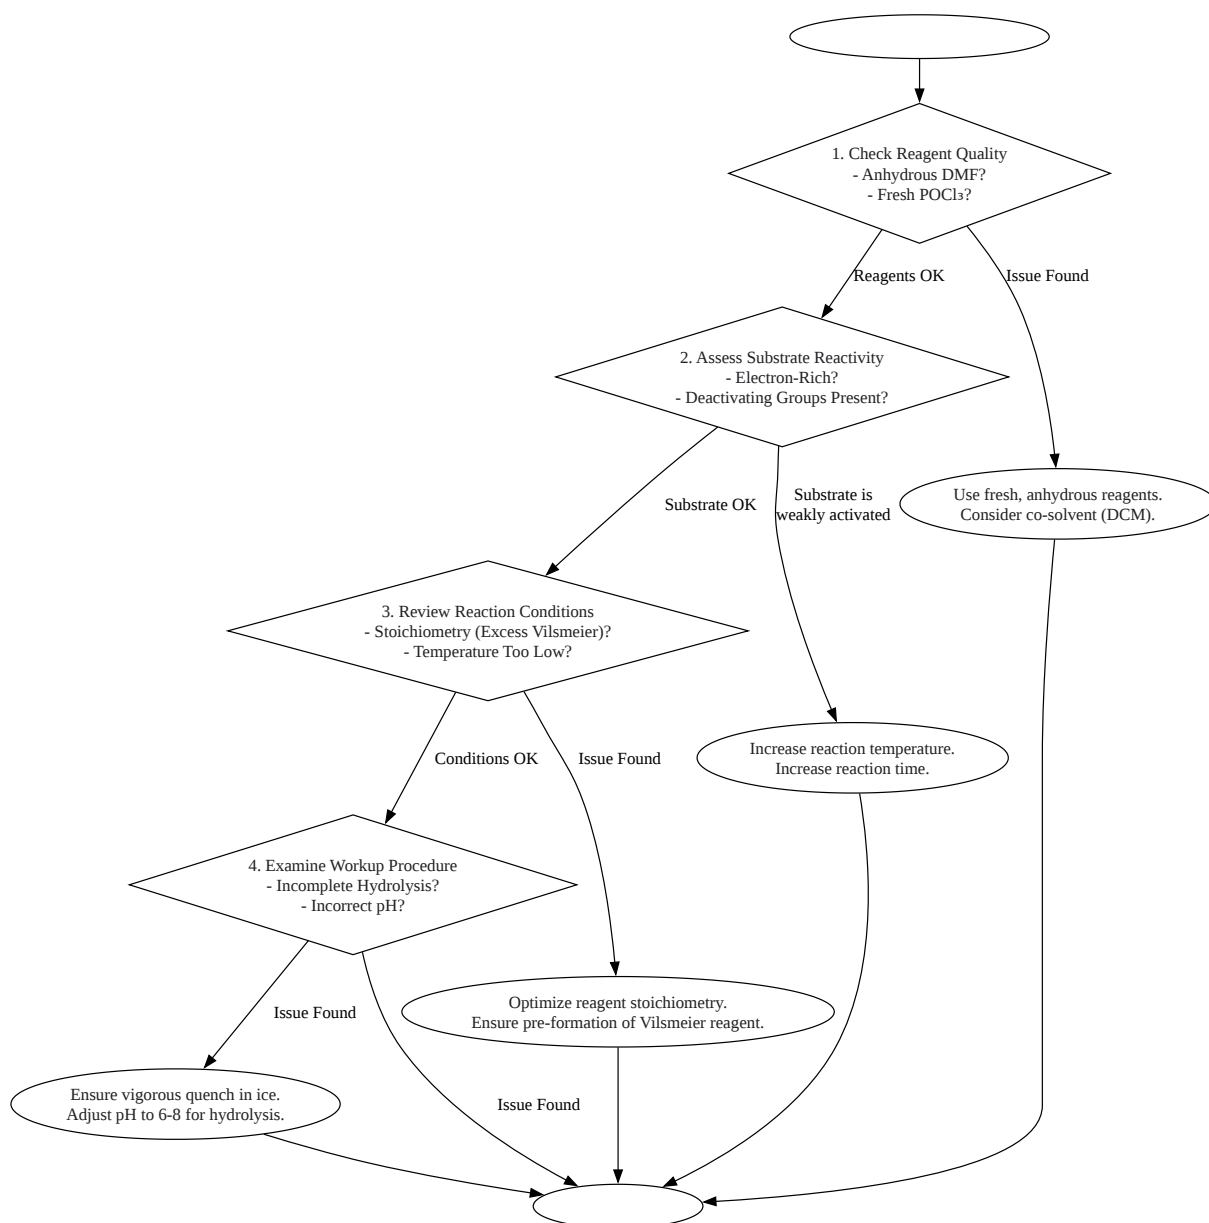 1. Check Reagent Quality
- Anhydrous DMF?
- Fresh POCl₃?
Reagents OK
Issue Found
2. Assess Substrate Reactivity
- Electron-Rich?
- Deactivating Groups Present?
Substrate OK
Substrate is
weakly activated
Use fresh, anhydrous reagents.
Consider co-solvent (DCM).
3. Review Reaction Conditions
- Stoichiometry (Excess Vilsmeier)?
- Temperature Too Low?
Conditions OK
Issue Found
Increase reaction temperature.
Increase reaction time.
4. Examine Workup Procedure
- Incomplete Hydrolysis?
- Incorrect pH?
Issue Found
Optimize reagent stoichiometry.
Ensure pre-formation of Vilsmeier reagent.
Ensure vigorous quench in ice.
Adjust pH to 6-8 for hydrolysis.
Issue Found